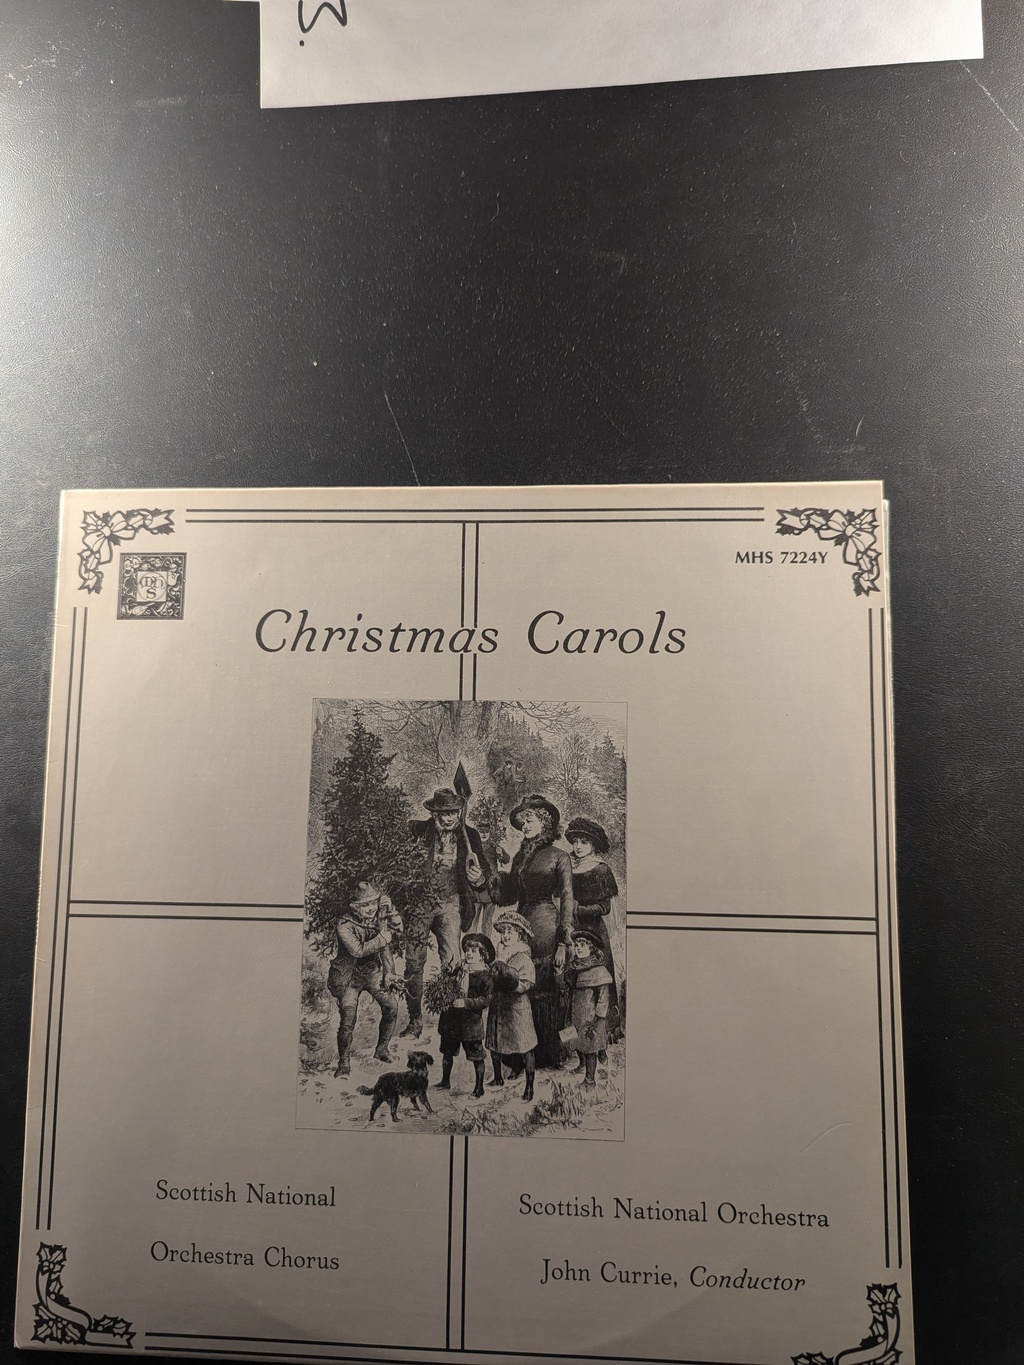 MHS 7224Y
Christmas Carols
Scottish National
Orchestra Chorus
Scottish National Orchestra
John Currie, Conductor